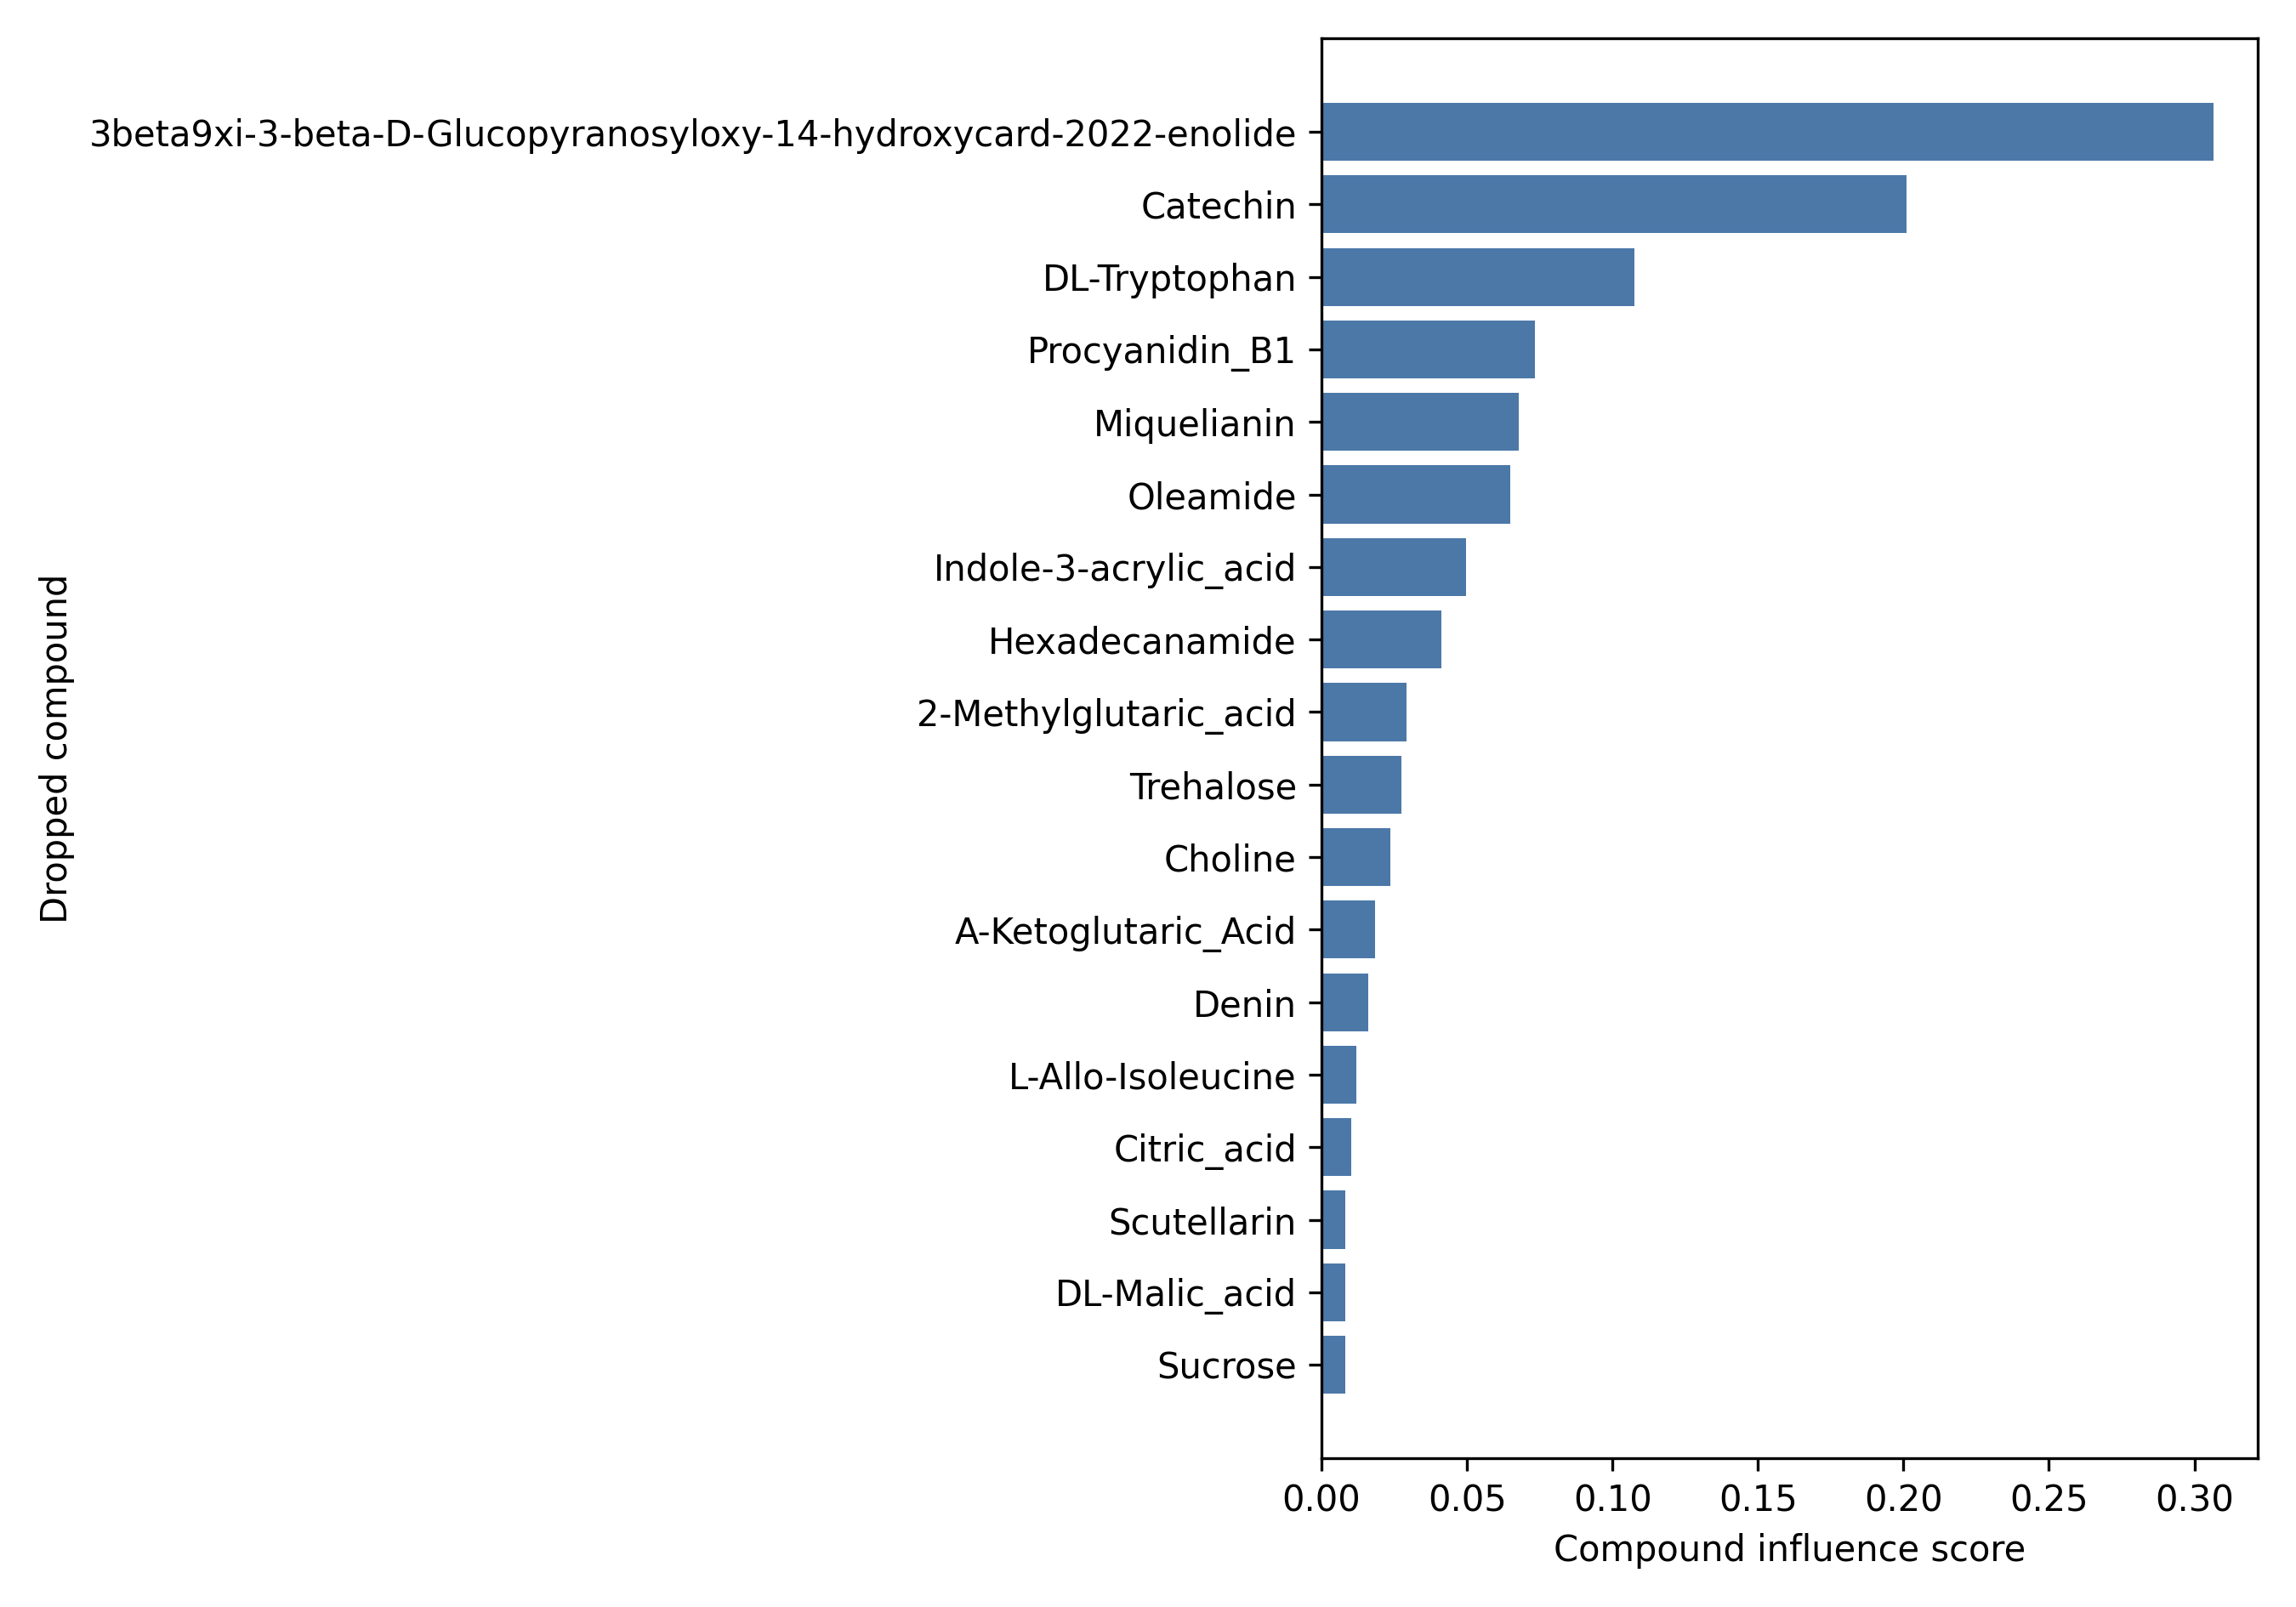 3beta9xi-3-beta-D-Glucopyranosyloxy-14-hydroxycard-2022-enolide
Catechin
DL-Tryptophan
Procyanidin_B1
Miquelianin
Oleamide
Indole-3-acrylic_acid
Hexadecanamide
2-Methylglutaric_acid
Trehalose
Choline
A-Ketoglutaric_Acid
Denin
L-Allo-Isoleucine
Citric_acid
Scutellarin
DL-Malic_acid
Sucrose
Dropped compound
0.00 0.05 0.10 0.15 0.20 0.25 0.30
Compound influence score